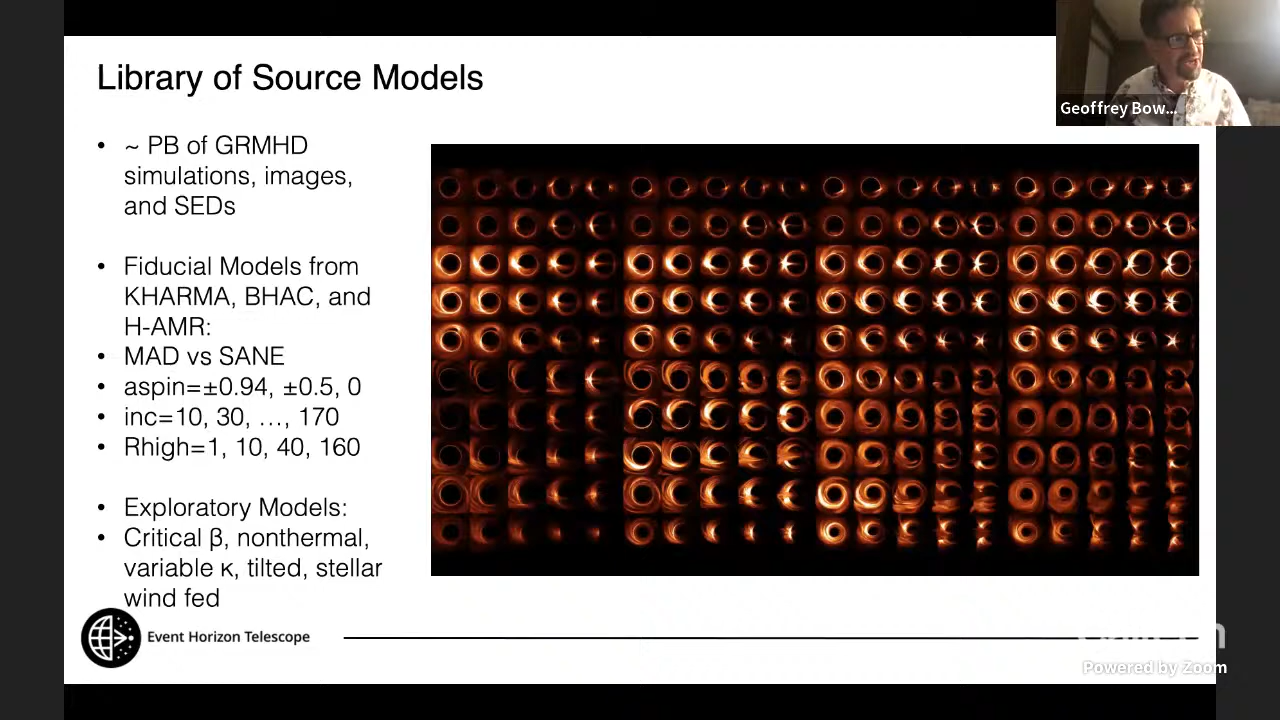 Library of Source Models
Geoffrey Bow...
• ~ PB of GRMHD
simulations, images,
and SEDs
• Fiducial Models from
KHARMA, BHAC, and
H-AMR:
• MAD vs SANE
• aspin=±0.94, ±0.5, 0
• inc=10, 30, …, 170
• Rhigh=1, 10, 40, 160
• Exploratory Models:
• Critical β, nonthermal,
variable κ, tilted, stellar
wind fed
Event Horizon Telescope
Powered by Zoom